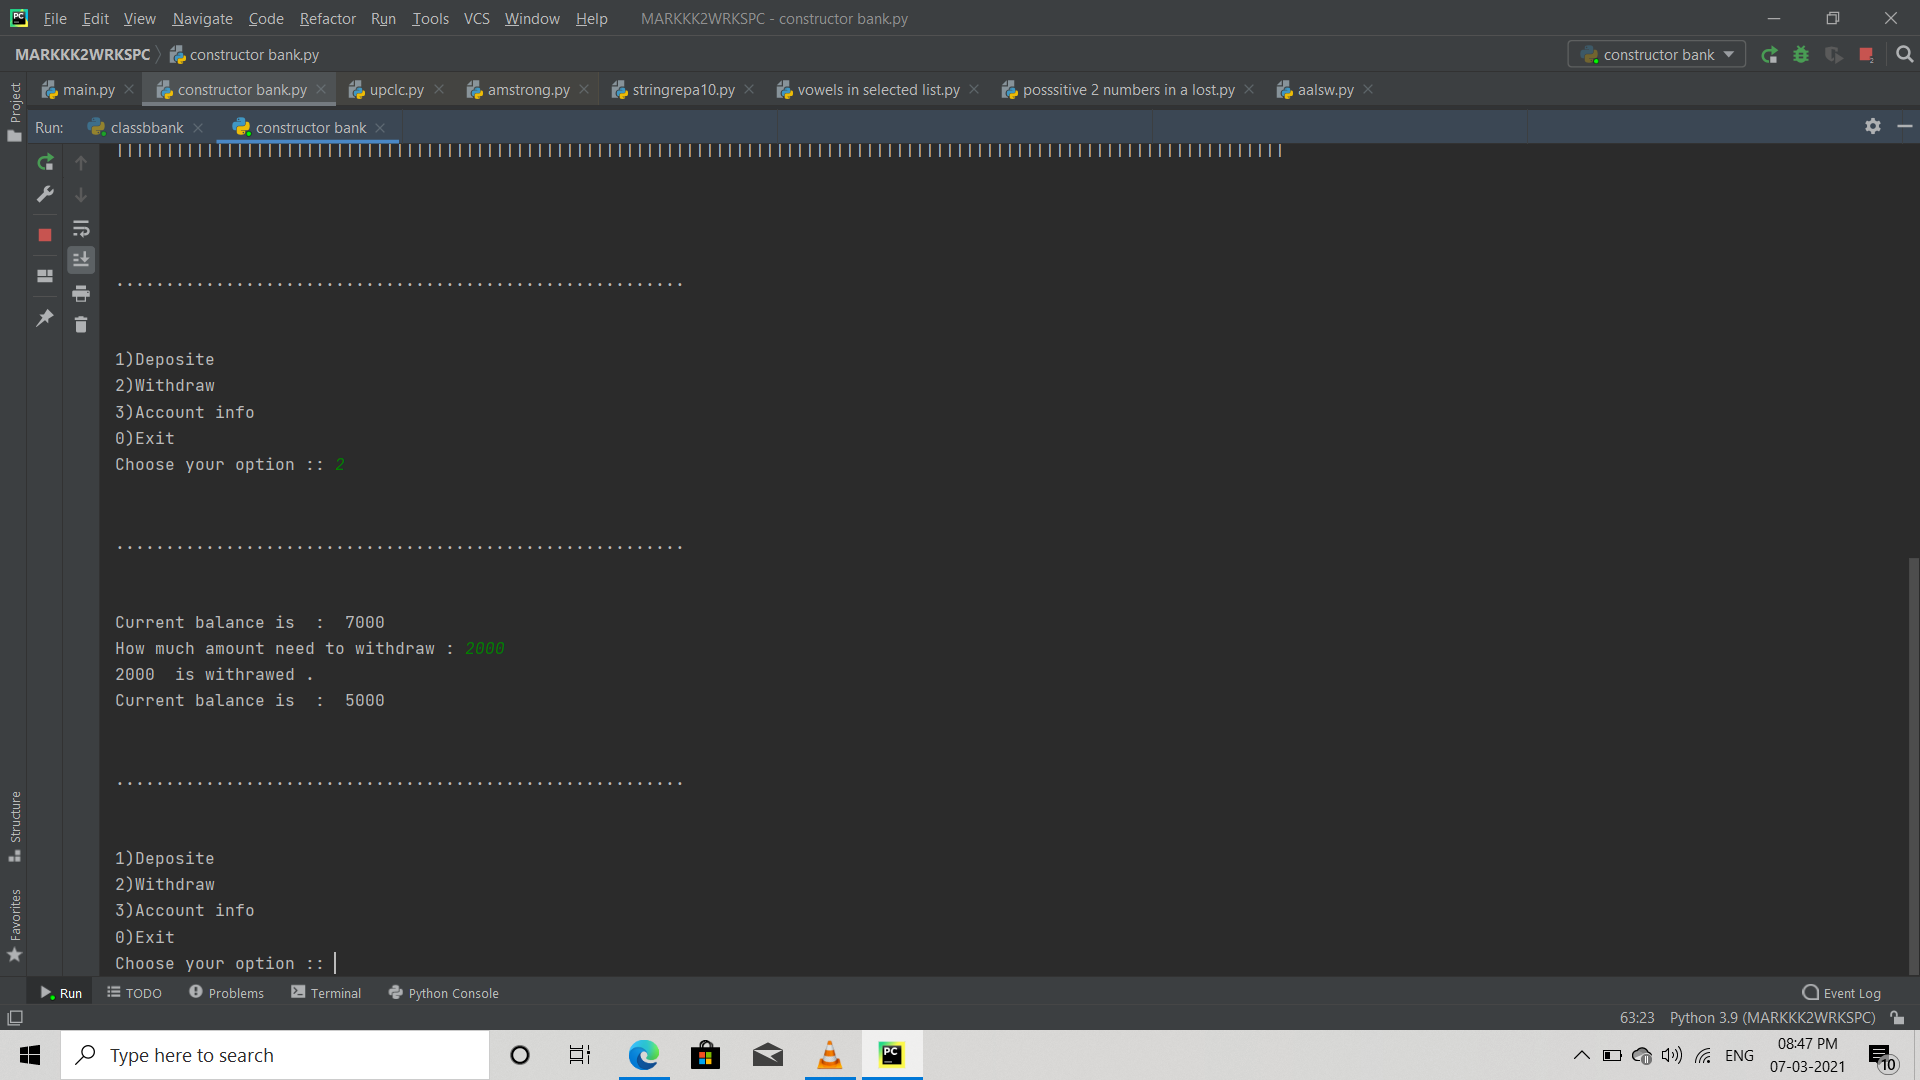 PC File Edit View Navigate Code Refactor Run Tools VCS Window Help MARKKK2WRKSPC - constructor bank.py
MARKKK2WRKSPC constructor bank.py constructor bank
main.py constructor bank.py upclc.py amstrong.py stringrepa10.py vowels in selected list.py posssitive 2 numbers in a lost.py aalsw.py
Project
Run: classbbank constructor bank
.........................................................
1)Deposite
2)Withdraw
3)Account info
0)Exit
Choose your option :: 2
.........................................................
Current balance is  :  7000
How much amount need to withdraw : 2000
2000  is withrawed .
Current balance is  :  5000
.........................................................
1)Deposite
2)Withdraw
3)Account info
0)Exit
Choose your option ::
Structure
Favorites
Run TODO Problems Terminal Python Console Event Log
63:23 Python 3.9 (MARKKK2WRKSPC)
Type here to search PC ENG 08:47 PM
07-03-2021 10